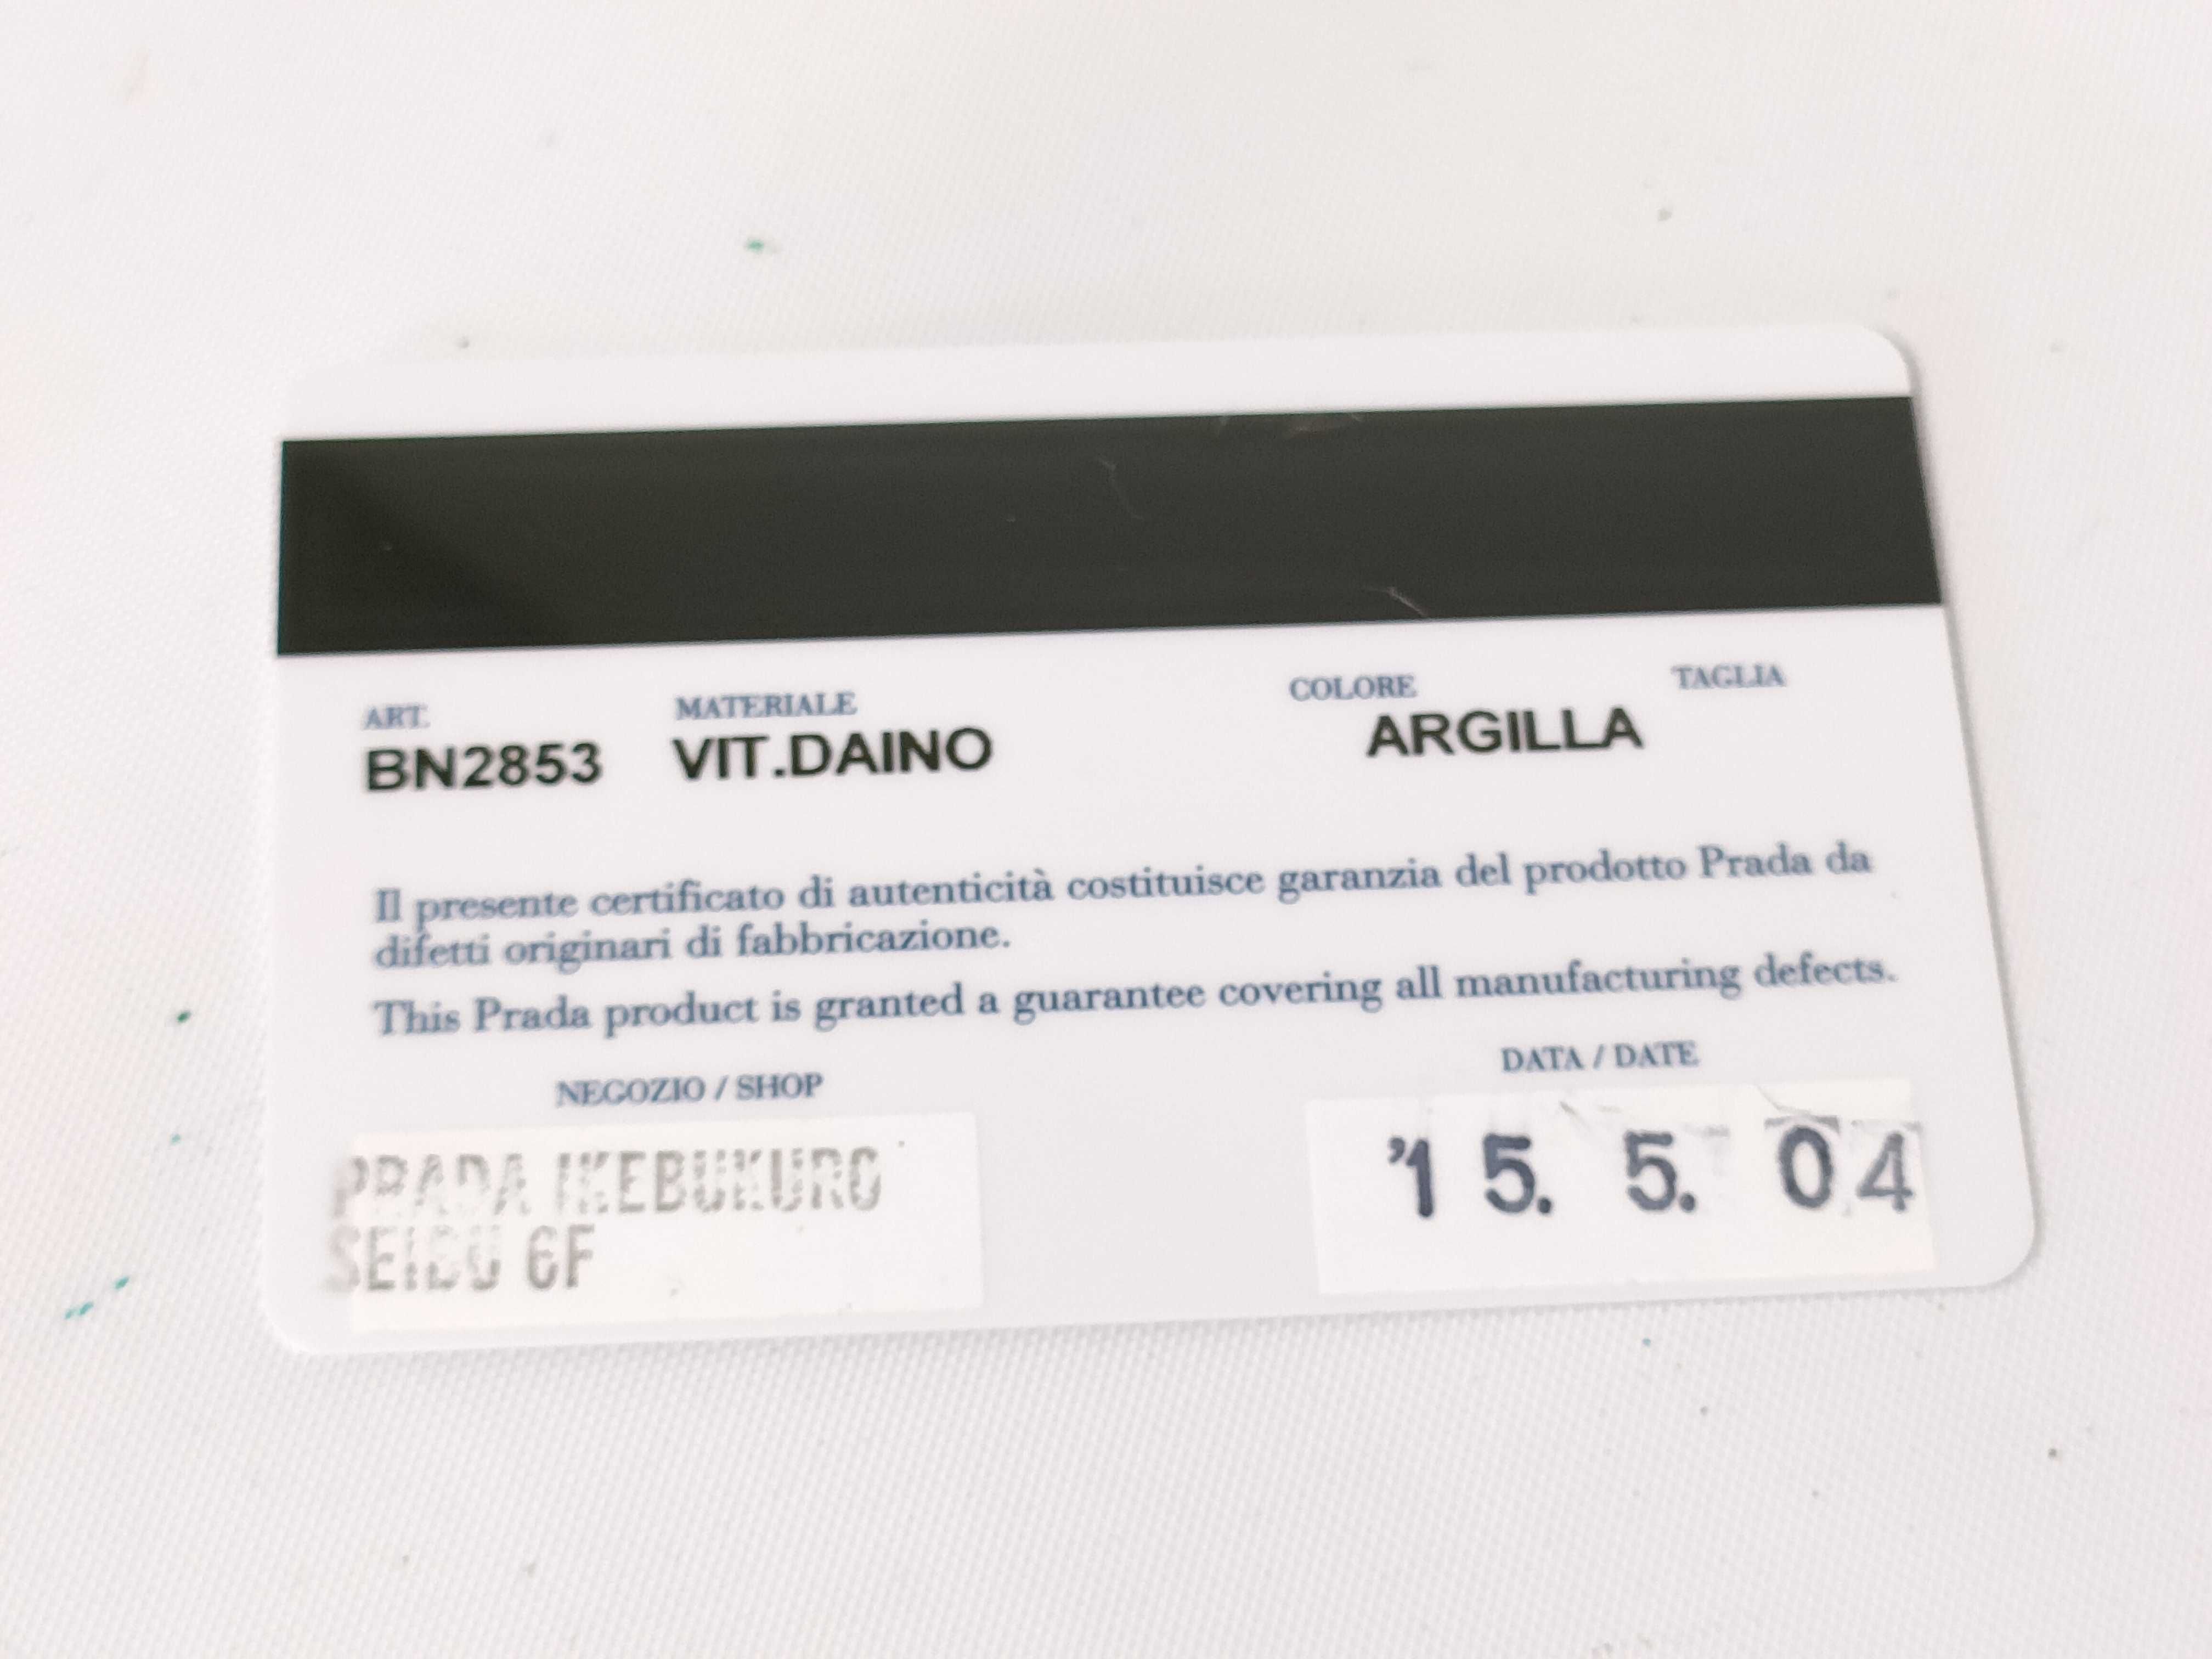 ART. MATERIALE COLORE TAGLIA
BN2853 VIT.DAINO ARGILLA
Il presente certificato di autenticità costituisce garanzia del prodotto Prada da
difetti originari di fabbricazione.
This Prada product is granted a guarantee covering all manufacturing defects.
NEGOZIO / SHOP DATA / DATE
PRADA IKEBUKURO
SEIBU 6F
'15. 5. 04